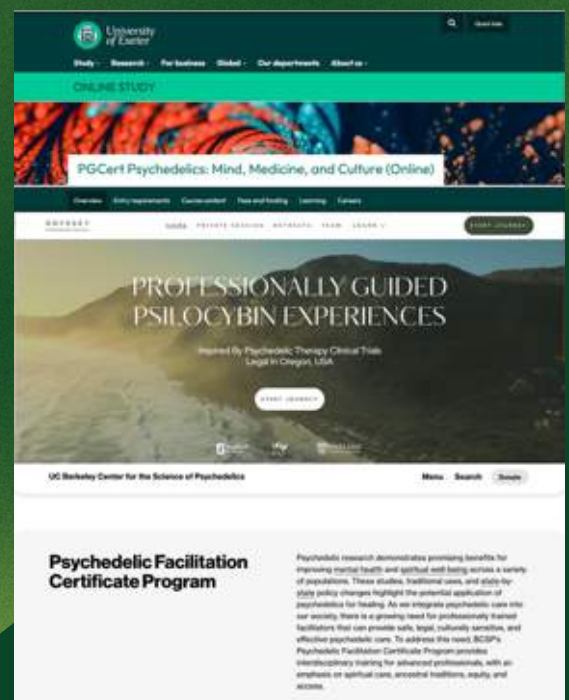 University
of Exeter
Study Research For business Global Our departments About us
ONLINE STUDY
PGCert Psychedelics: Mind, Medicine, and Culture (Online)
Overview Entry requirements Course content Fees and funding Learning Careers
ODYSSEY
HOME PRIVATE SESSION RETREATS TEAM LEARN
START JOURNEY
PROFESSIONALLY GUIDED
PSILOCYBIN EXPERIENCES
Inspired By Psychedelic Therapy Clinical Trials
Legal in Oregon, USA
START JOURNEY
UC Berkeley Center for the Science of Psychedelics
Menu Search Donate
Psychedelic Facilitation
Certificate Program
Psychedelic research demonstrates promising benefits for
improving mental health and spiritual well-being across a variety
of populations. These studies, traditional uses, and state-by-
state policy changes highlight the potential application of
psychedelics for healing. As we integrate psychedelic care into
our society, there is a growing need for professionally trained
facilitators that can provide safe, legal, culturally sensitive, and
effective psychedelic care. To address this need, BCSP's
Psychedelic Facilitation Certificate Program provides
interdisciplinary training for advanced professionals, with an
emphasis on spiritual care, ancestral traditions, equity, and
access.